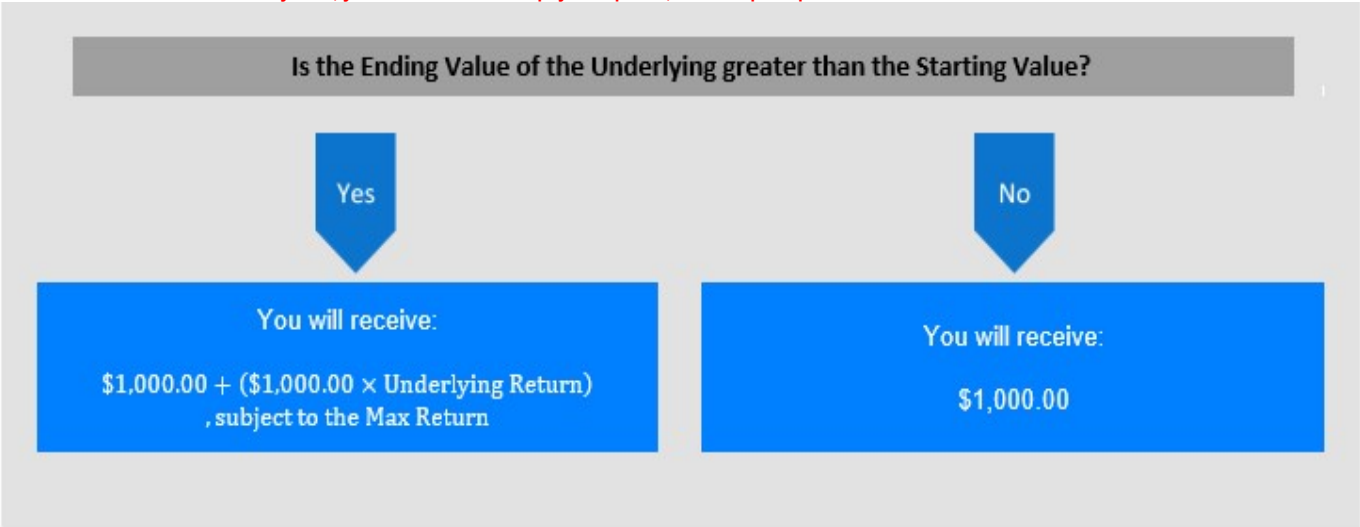 Is the Ending Value of the Underlying greater than the Starting Value?
Yes
No
You will receive:
$1,000.00 + ($1,000.00 × Underlying Return)
, subject to the Max Return
You will receive:
$1,000.00